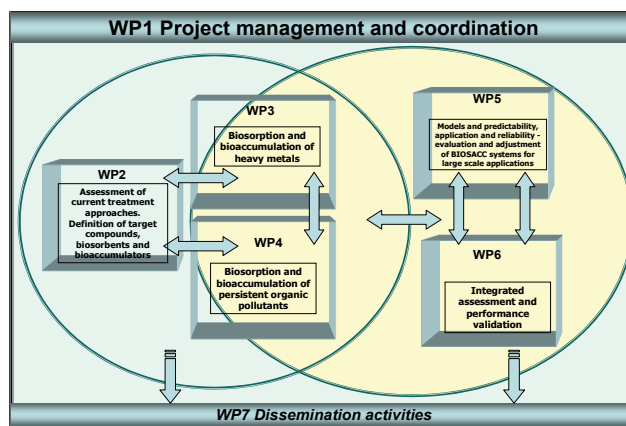 WP1 Project management and coordination
WP3
Biosorption and
bioaccumulation of
heavy metals
WP5
Models and predictability,
application and reliability -
evaluation and adjustment
of BIOSACC systems for
large scale applications
WP2
Assessment of
current treatment
approaches.
Definition of target
compounds,
biosorbents and
bioaccumulators
WP4
Biosorption and
bioaccumulation of
persistent organic
pollutants
WP6
Integrated
assessment and
performance
validation
WP7 Dissemination activities